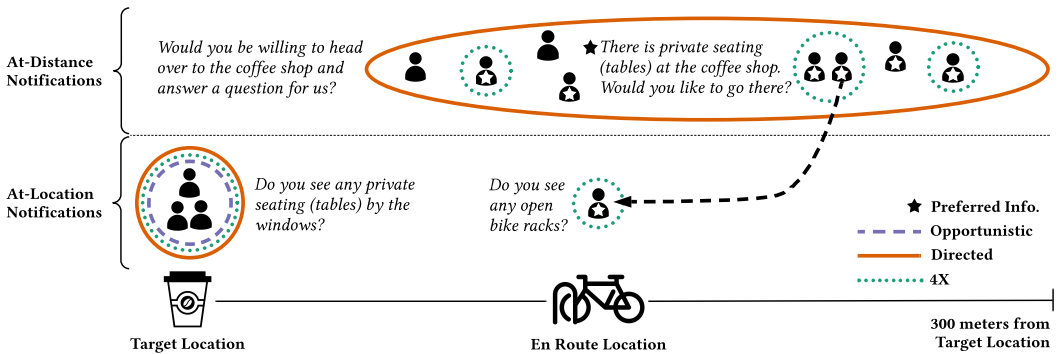 At-Distance
Notifications
Would you be willing to head
over to the coffee shop and
answer a question for us?
There is private seating
(tables) at the coffee shop.
Would you like to go there?
At-Location
Notifications
Do you see any private
seating (tables) by the
windows?
Do you see
any open
bike racks?
Preferred Info.
Opportunistic
Directed
4X
Target Location
En Route Location
300 meters from
Target Location